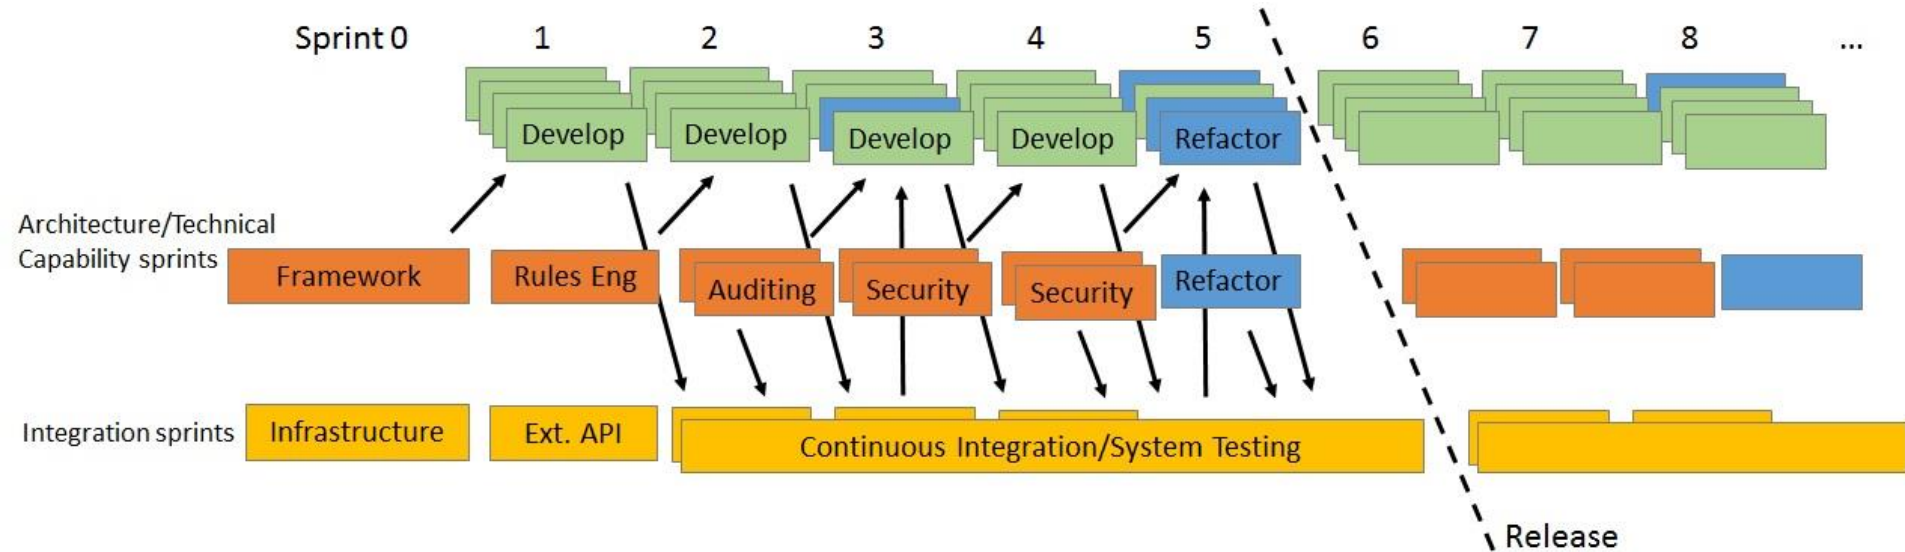 Sprint 0 1 2 3 4 5 6 7 8 ...
Develop Develop Develop Develop Refactor
Architecture/Technical
Capability sprints
Framework Rules Eng Auditing Security Security Refactor
Integration sprints
Infrastructure Ext. API Continuous Integration/System Testing
Release